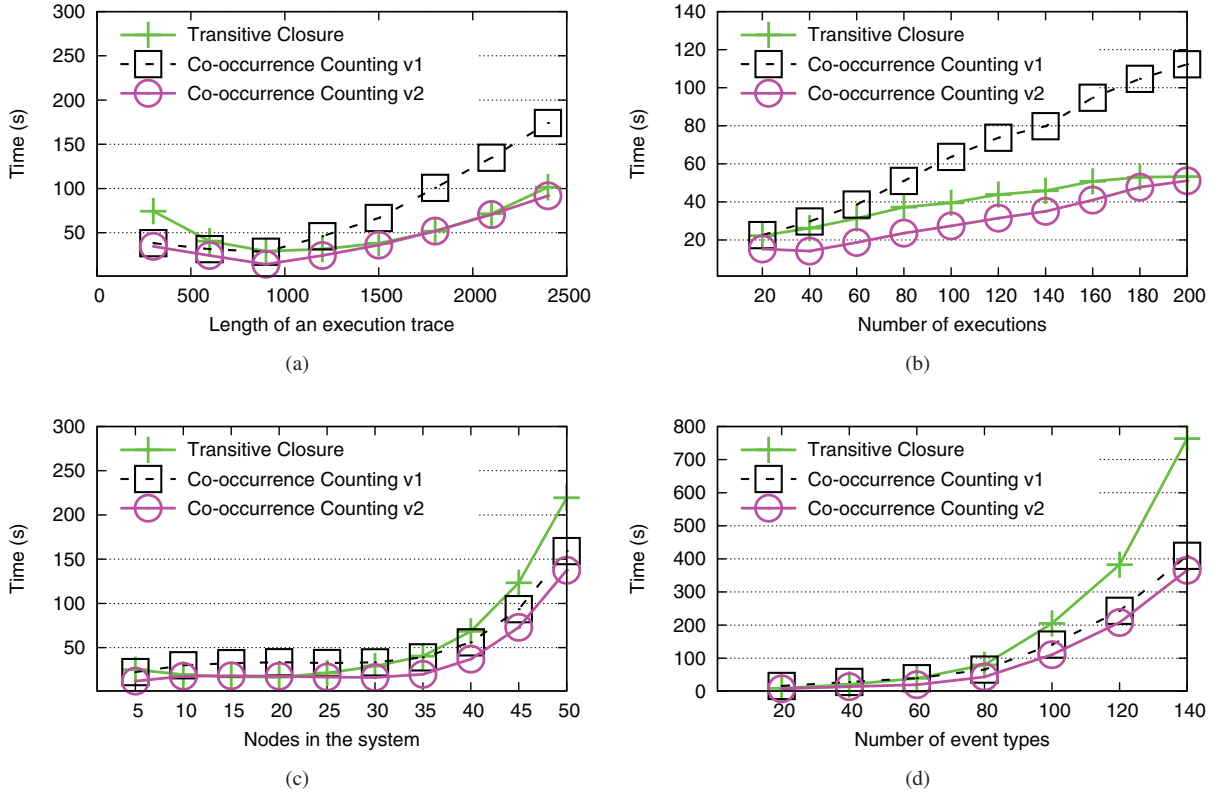 300
250
200
150
100
50
0
500
1000
1500
2000
2500
Time (s)
Length of an execution trace
Transitive Closure
Co-occurrence Counting v1
Co-occurrence Counting v2
(a)
140
120
100
80
60
40
20
20
40
60
80
100
120
140
160
180
200
Time (s)
Number of executions
Transitive Closure
Co-occurrence Counting v1
Co-occurrence Counting v2
(b)
300
250
200
150
100
50
5
10
15
20
25
30
35
40
45
50
Time (s)
Nodes in the system
Transitive Closure
Co-occurrence Counting v1
Co-occurrence Counting v2
(c)
800
700
600
500
400
300
200
100
0
20
40
60
80
100
120
140
Time (s)
Number of event types
Transitive Closure
Co-occurrence Counting v1
Co-occurrence Counting v2
(d)